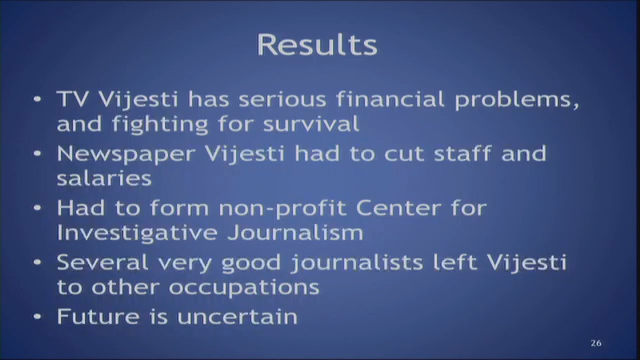 Results
• TV Vijesti has serious financial problems,
and fighting for survival
• Newspaper Vijesti had to cut staff and
salaries
• Had to form non-profit Center for
Investigative Journalism
• Several very good journalists left Vijesti
to other occupations
• Future is uncertain
26